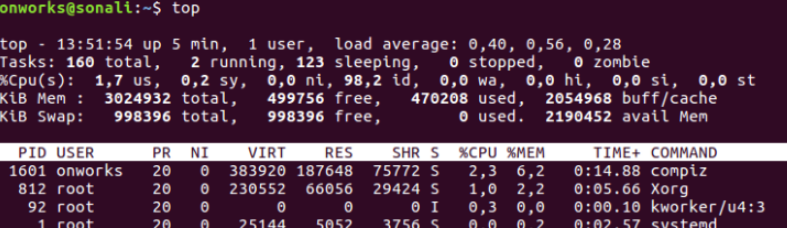 onworks@sonali:~$ top
top - 13:51:54 up 5 min,  1 user,  load average: 0,40, 0,56, 0,28
Tasks: 160 total,   2 running, 123 sleeping,   0 stopped,   0 zombie
%Cpu(s):  1,7 us,  0,2 sy,  0,0 ni, 98,2 id,  0,0 wa,  0,0 hi,  0,0 si,  0,0 st
KiB Mem :  3024932 total,   499756 free,   470208 used,  2054968 buff/cache
KiB Swap:   998396 total,   998396 free,        0 used.  2190452 avail Mem
PID USER      PR  NI    VIRT    RES    SHR S  %CPU %MEM     TIME+ COMMAND
1601 onworks   20   0  383920 187648  75772 S   2,3  6,2   0:14.88 compiz
812 root      20   0  230552  66056  29424 S   1,0  2,2   0:05.66 Xorg
92 root      20   0       0      0      0 I   0,3  0,0   0:00.10 kworker/u4:3
1 root      20   0   25144   5052   3756 S   0,0  0,2   0:02.57 systemd